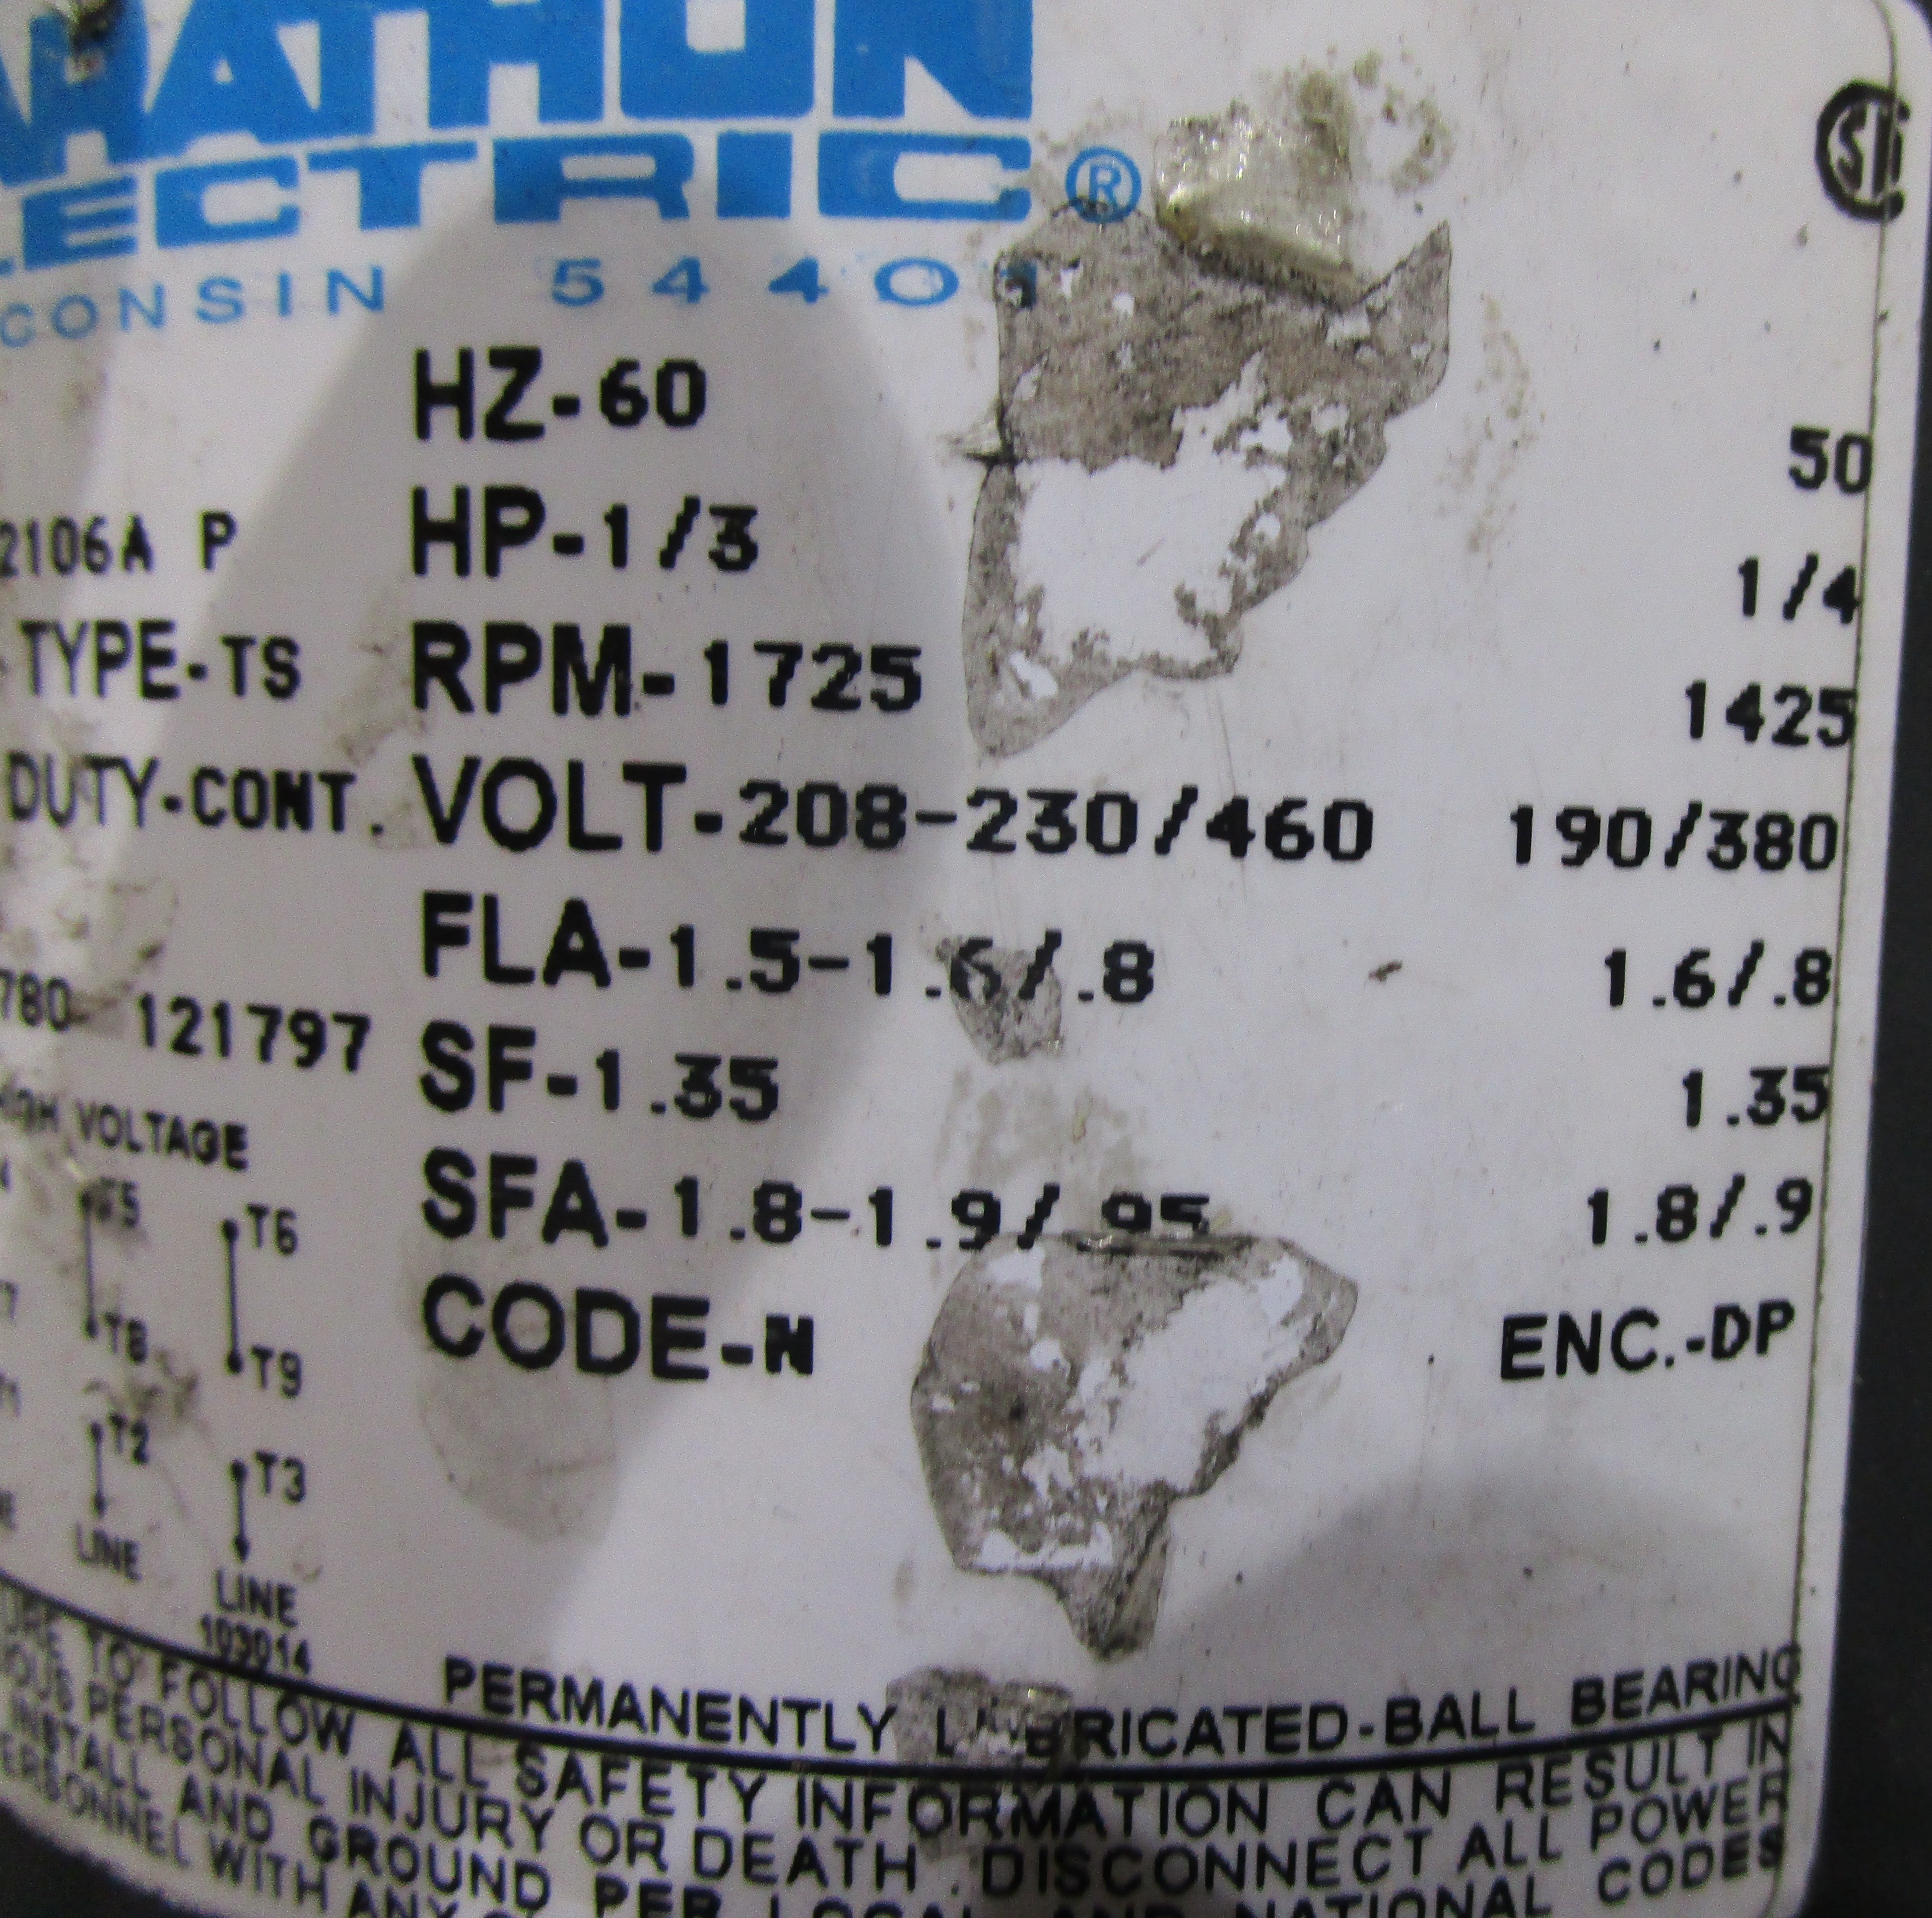 ELECTRIC®
CONSIN 54401
HZ-60 50
2106A P HP-1/3 1/4
TYPE-TS RPM-1725 1425
DUTY-CONT. VOLT-208-230/460 190/380
FLA-1.5-1.6/.8 1.6/.8
780 121797 SF-1.35 1.35
VOLTAGE
SFA-1.8-1.9/.95 1.8/.9
T5 T6
CODE-N ENC.-DP
T8 T9
T2 T3
LINE LINE
103014
PERMANENTLY LUBRICATED-BALL BEARING
TO FOLLOW ALL SAFETY INFORMATION CAN RESULT IN
PERSONAL INJURY OR DEATH. DISCONNECT ALL POWER
INSTALL AND GROUND PER LOCAL AND NATIONAL CODES
WITH ANY